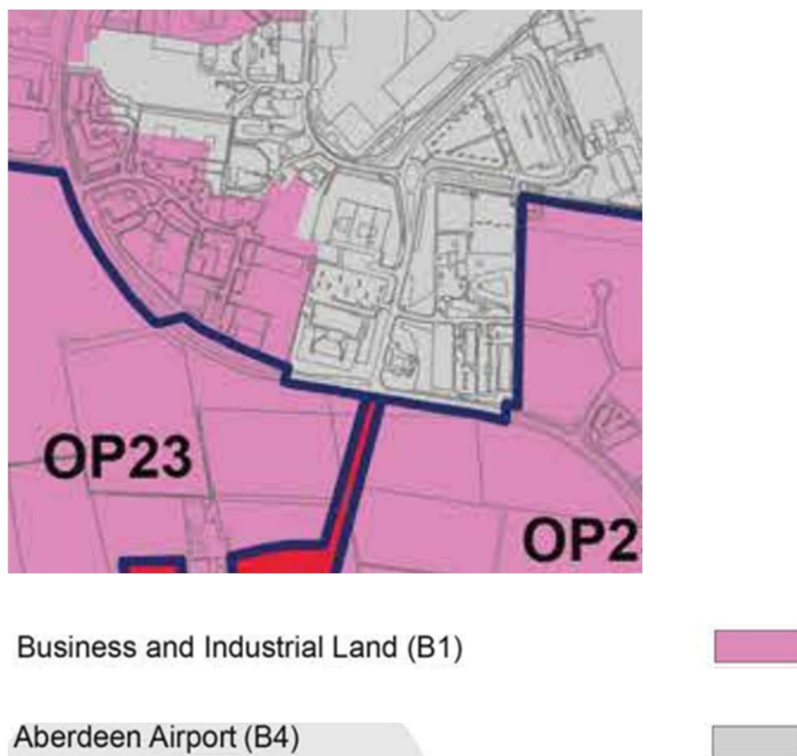 OP23
OP2
Business and Industrial Land (B1)
Aberdeen Airport (B4)